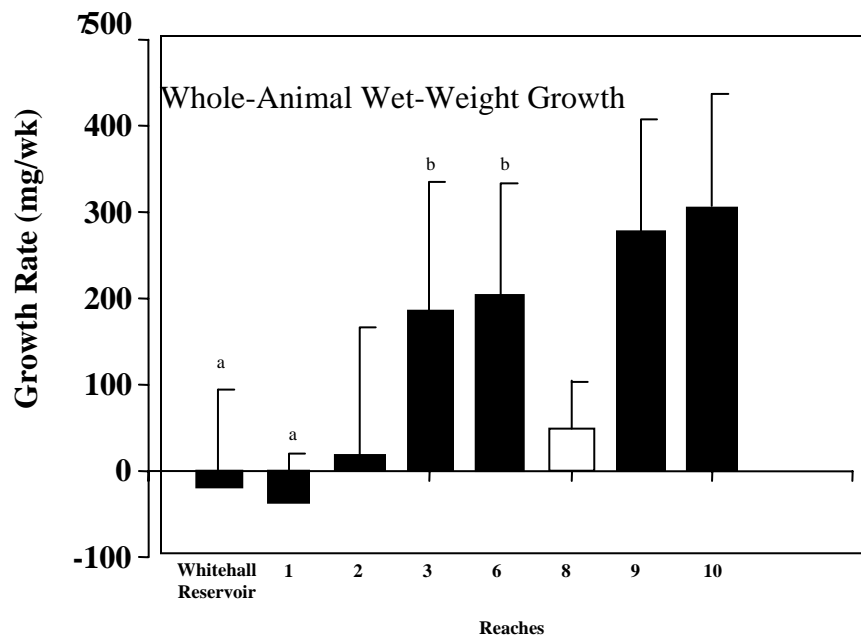 7500
Whole-Animal Wet-Weight Growth
400
b b
300
a
200
a
100
0
-100
Growth Rate (mg/wk)
Whitehall
Reservoir 1 2 3 6 8 9 10
Reaches